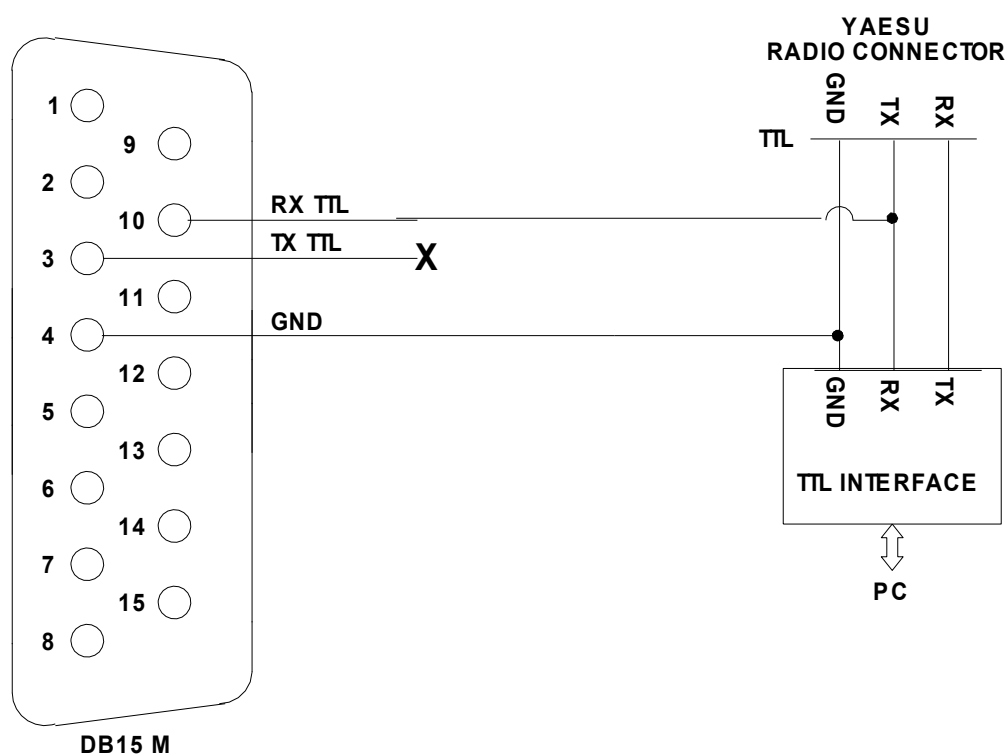 YAESU
RADIO CONNECTOR
GND TX RX
TTL
1
9
2
10
RX TTL
3
TX TTL
X
11
4
GND
12
5
13
6
14
7
15
8
GND RX TX
TTL INTERFACE
PC
DB15 M